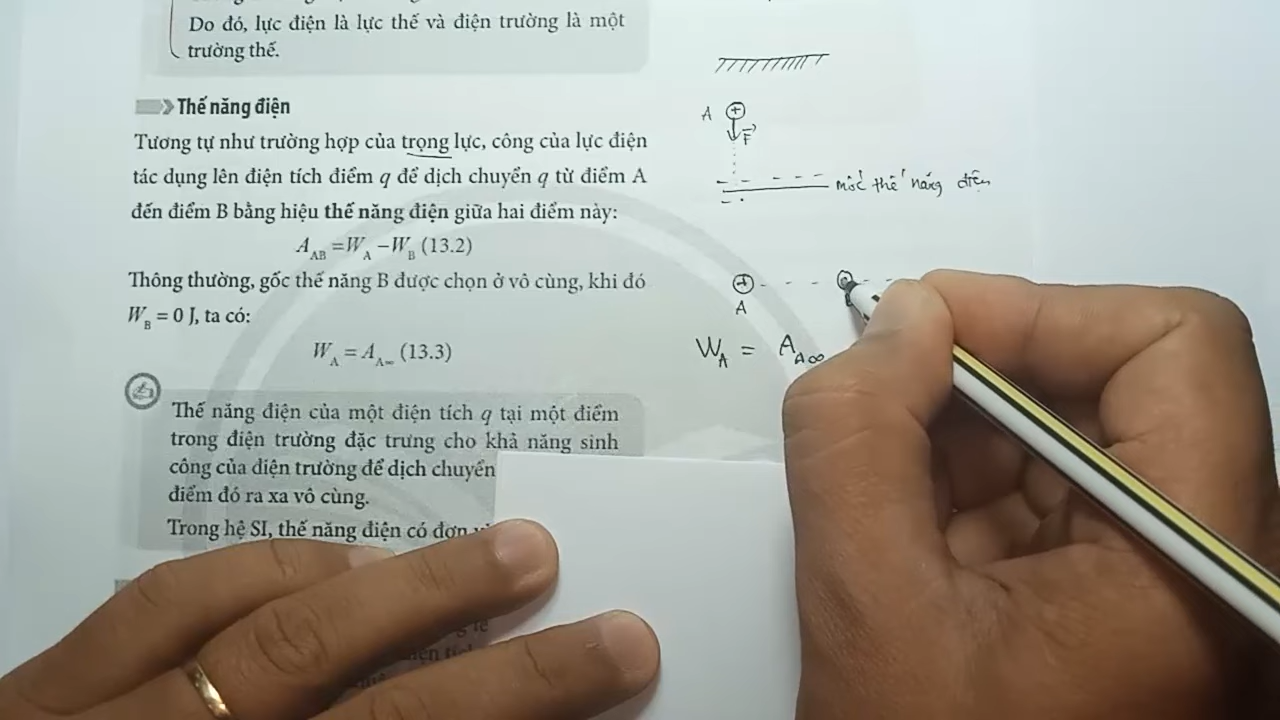 Do đó, lực điện là lực thế và điện trường là một
trường thế.
Thế năng điện
Tương tự như trường hợp của trọng lực, công của lực điện
tác dụng lên điện tích điểm q để dịch chuyển q từ điểm A
đến điểm B bằng hiệu thế năng điện giữa hai điểm này:
A_AB = W_A − W_B (13.2)
Thông thường, gốc thế năng B được chọn ở vô cùng, khi đó
W_B = 0 J, ta có:
W_A = A_A∞ (13.3)
Thế năng điện của một điện tích q tại một điểm
trong điện trường đặc trưng cho khả năng sinh
công của điện trường để dịch chuyển
điểm đó ra xa vô cùng.
Trong hệ SI, thế năng điện có đơn
A +
F
mốc thế năng điện
+
A
W_A = A_A∞